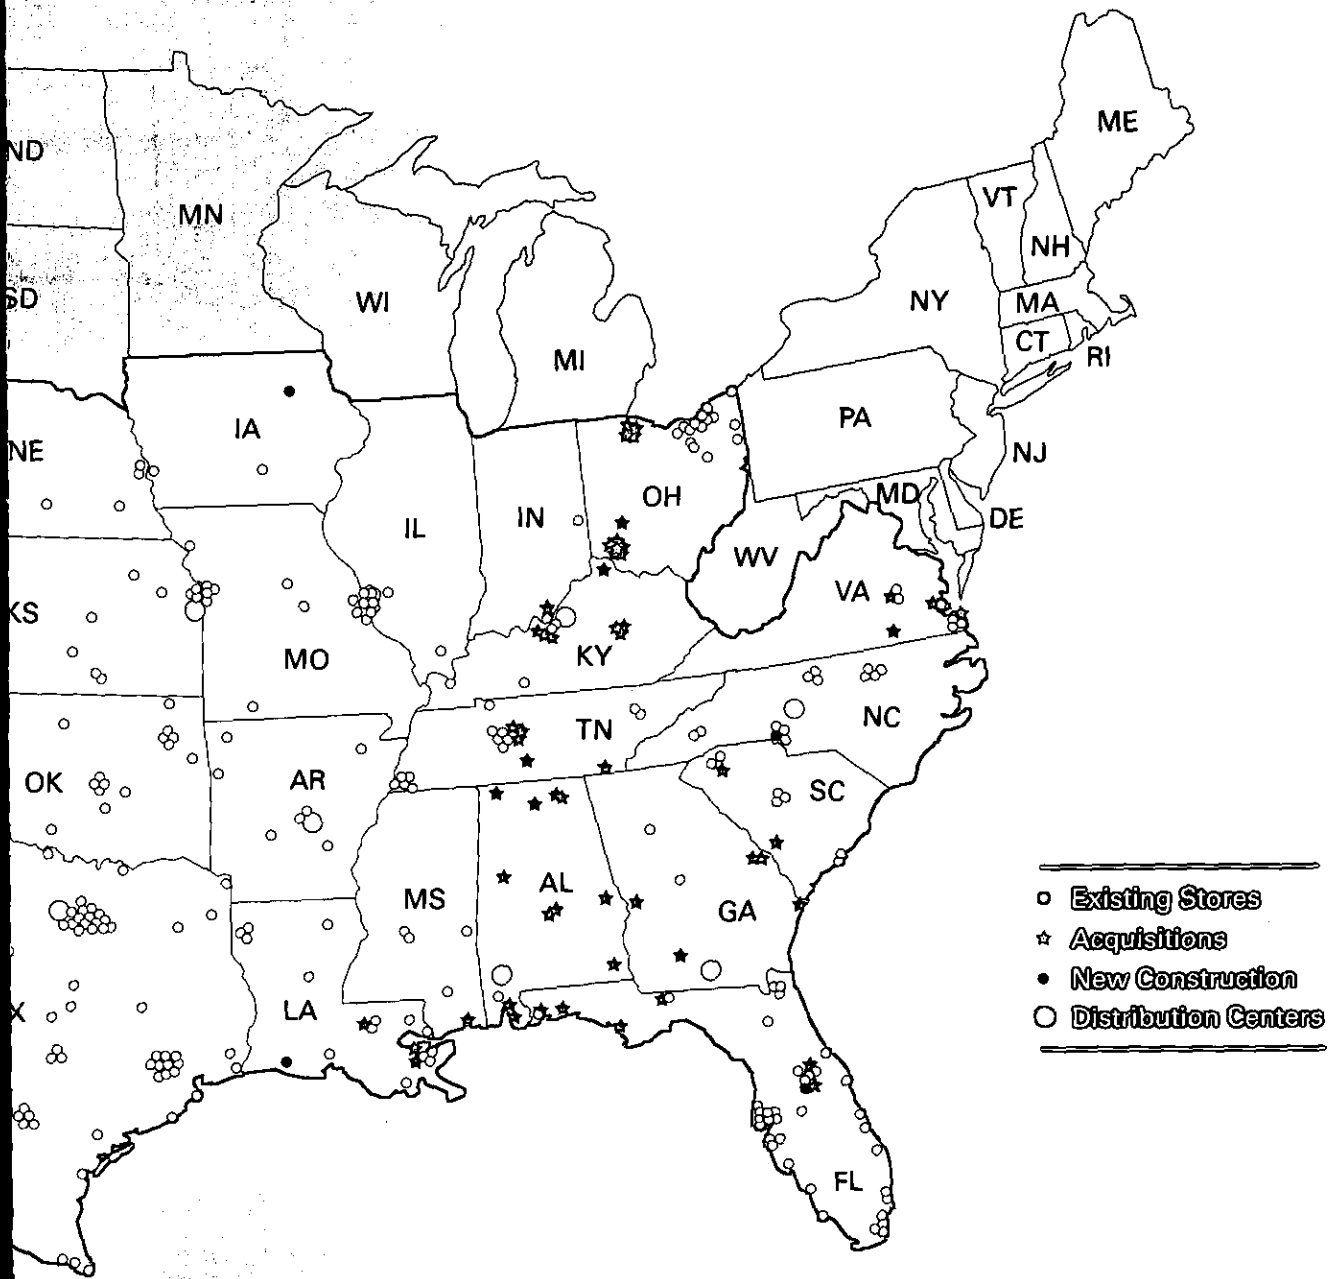 ME
ND
MN
VT
NH
SD
WI
NY
MA
CT
RI
MI
PA
IA
NE
NJ
OH
MD
IN
DE
IL
WV
VA
KS
MO
KY
NC
TN
OK
AR
SC
MS
AL
GA
Existing Stores
Acquisitions
New Construction
LA
X
Distribution Centers
FL